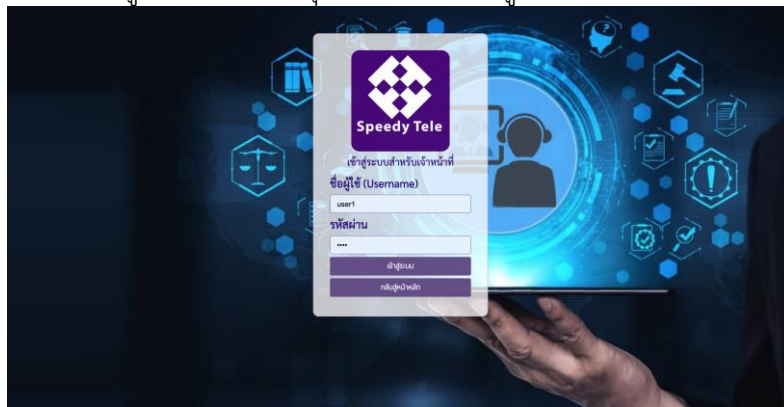 Speedy Tele
เข้าสู่ระบบสำหรับเจ้าหน้าที่
ชื่อผู้ใช้ (Username)
user1
รหัสผ่าน
••••
เข้าสู่ระบบ
กลับสู่หน้าหลัก